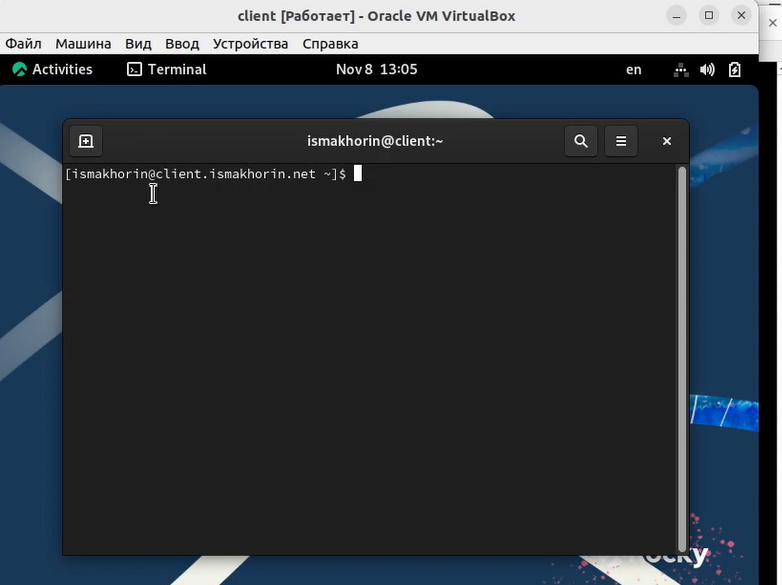 client [Работает] - Oracle VM VirtualBox
Файл Машина Вид Ввод Устройства Справка
Activities Terminal Nov 8 13:05 en
ismakhorin@client:~
[ismakhorin@client.ismakhorin.net ~]$